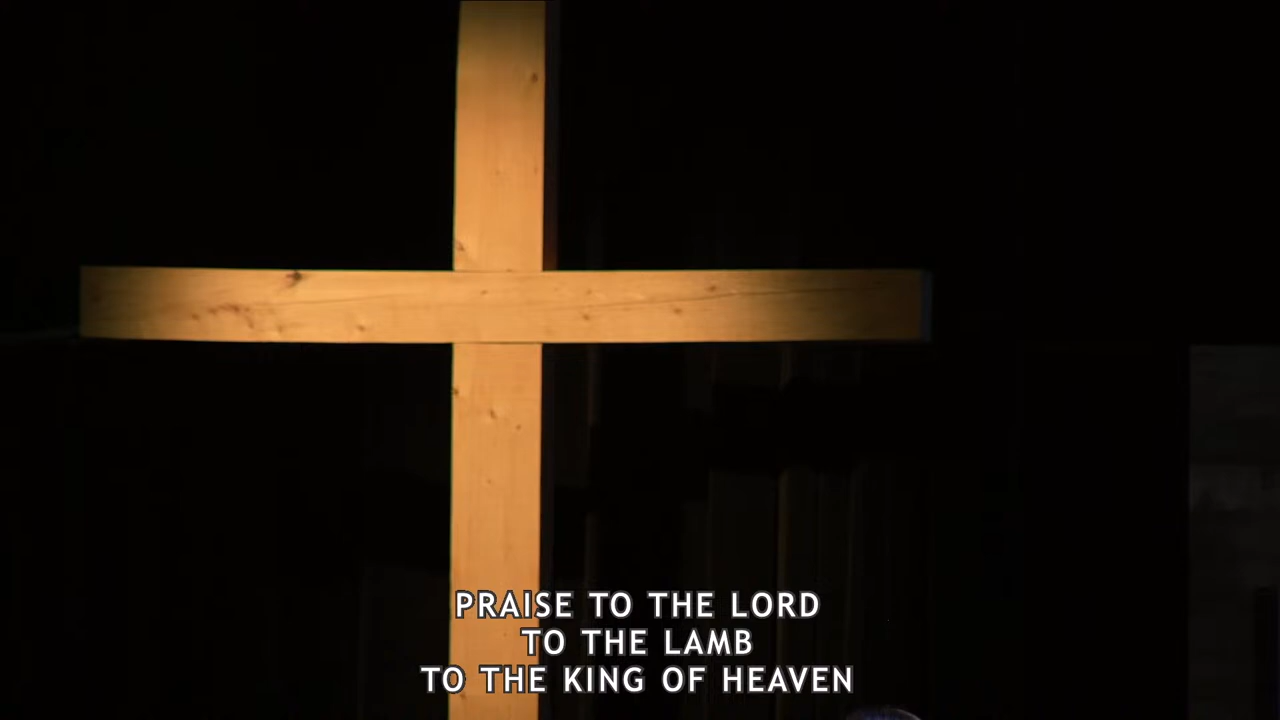 PRAISE TO THE LORD
TO THE LAMB
TO THE KING OF HEAVEN